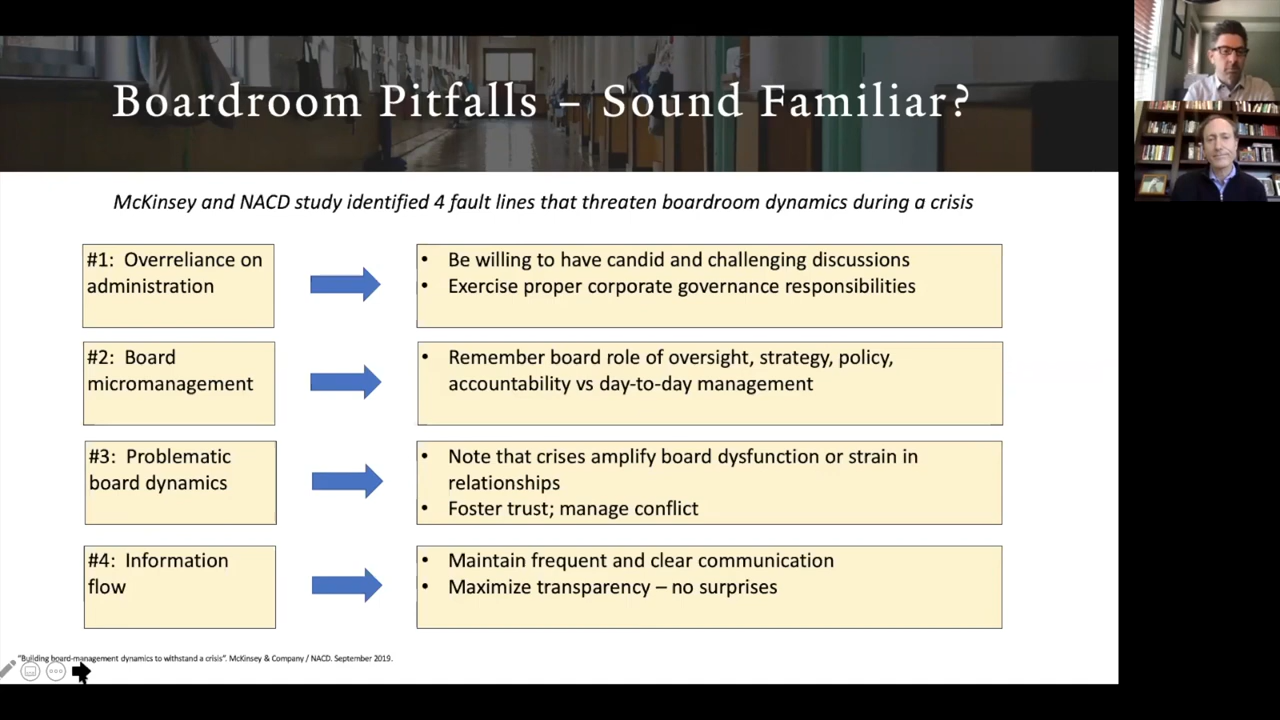 Boardroom Pitfalls – Sound Familiar?
McKinsey and NACD study identified 4 fault lines that threaten boardroom dynamics during a crisis
#1: Overreliance on
administration
• Be willing to have candid and challenging discussions
• Exercise proper corporate governance responsibilities
#2: Board
micromanagement
• Remember board role of oversight, strategy, policy,
accountability vs day-to-day management
#3: Problematic
board dynamics
• Note that crises amplify board dysfunction or strain in
relationships
• Foster trust; manage conflict
#4: Information
flow
• Maintain frequent and clear communication
• Maximize transparency – no surprises
"Building board-management dynamics to withstand a crisis". McKinsey & Company / NACD. September 2019.